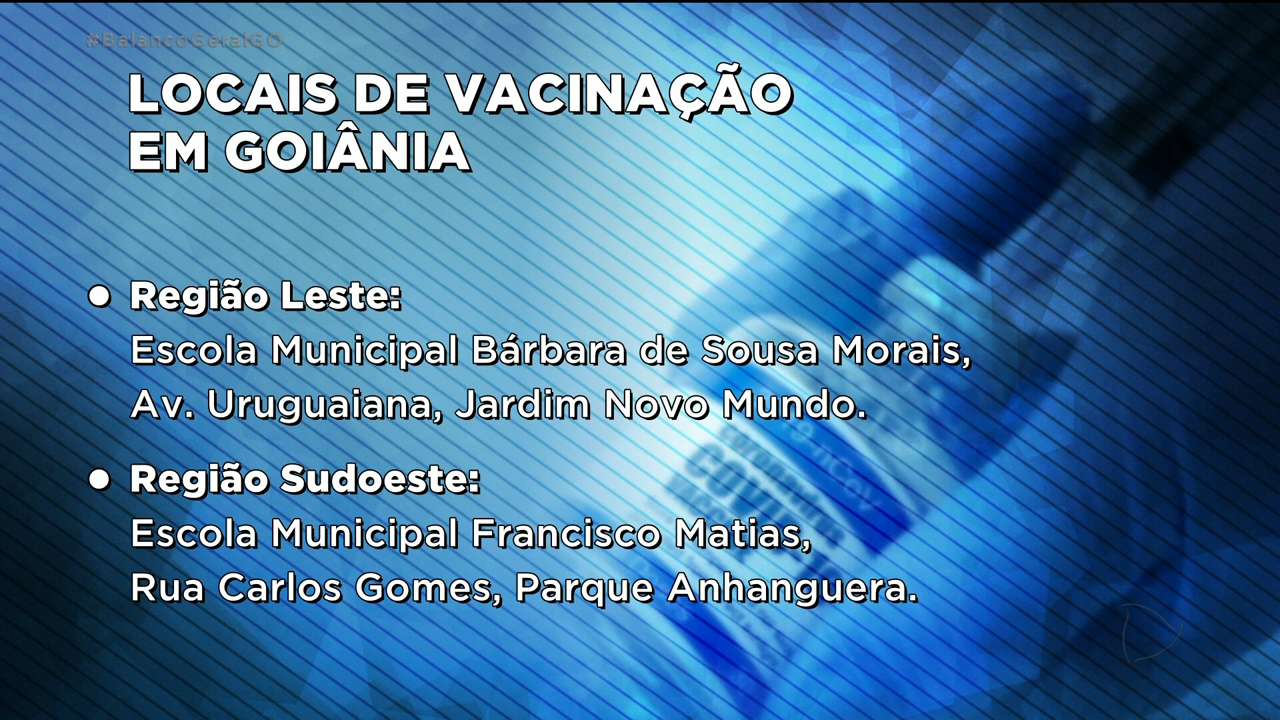 #BalançoGeralGO
LOCAIS DE VACINAÇÃO
EM GOIÂNIA
● Região Leste:
Escola Municipal Bárbara de Sousa Morais,
Av. Uruguaiana, Jardim Novo Mundo.
● Região Sudoeste:
Escola Municipal Francisco Matias,
Rua Carlos Gomes, Parque Anhanguera.